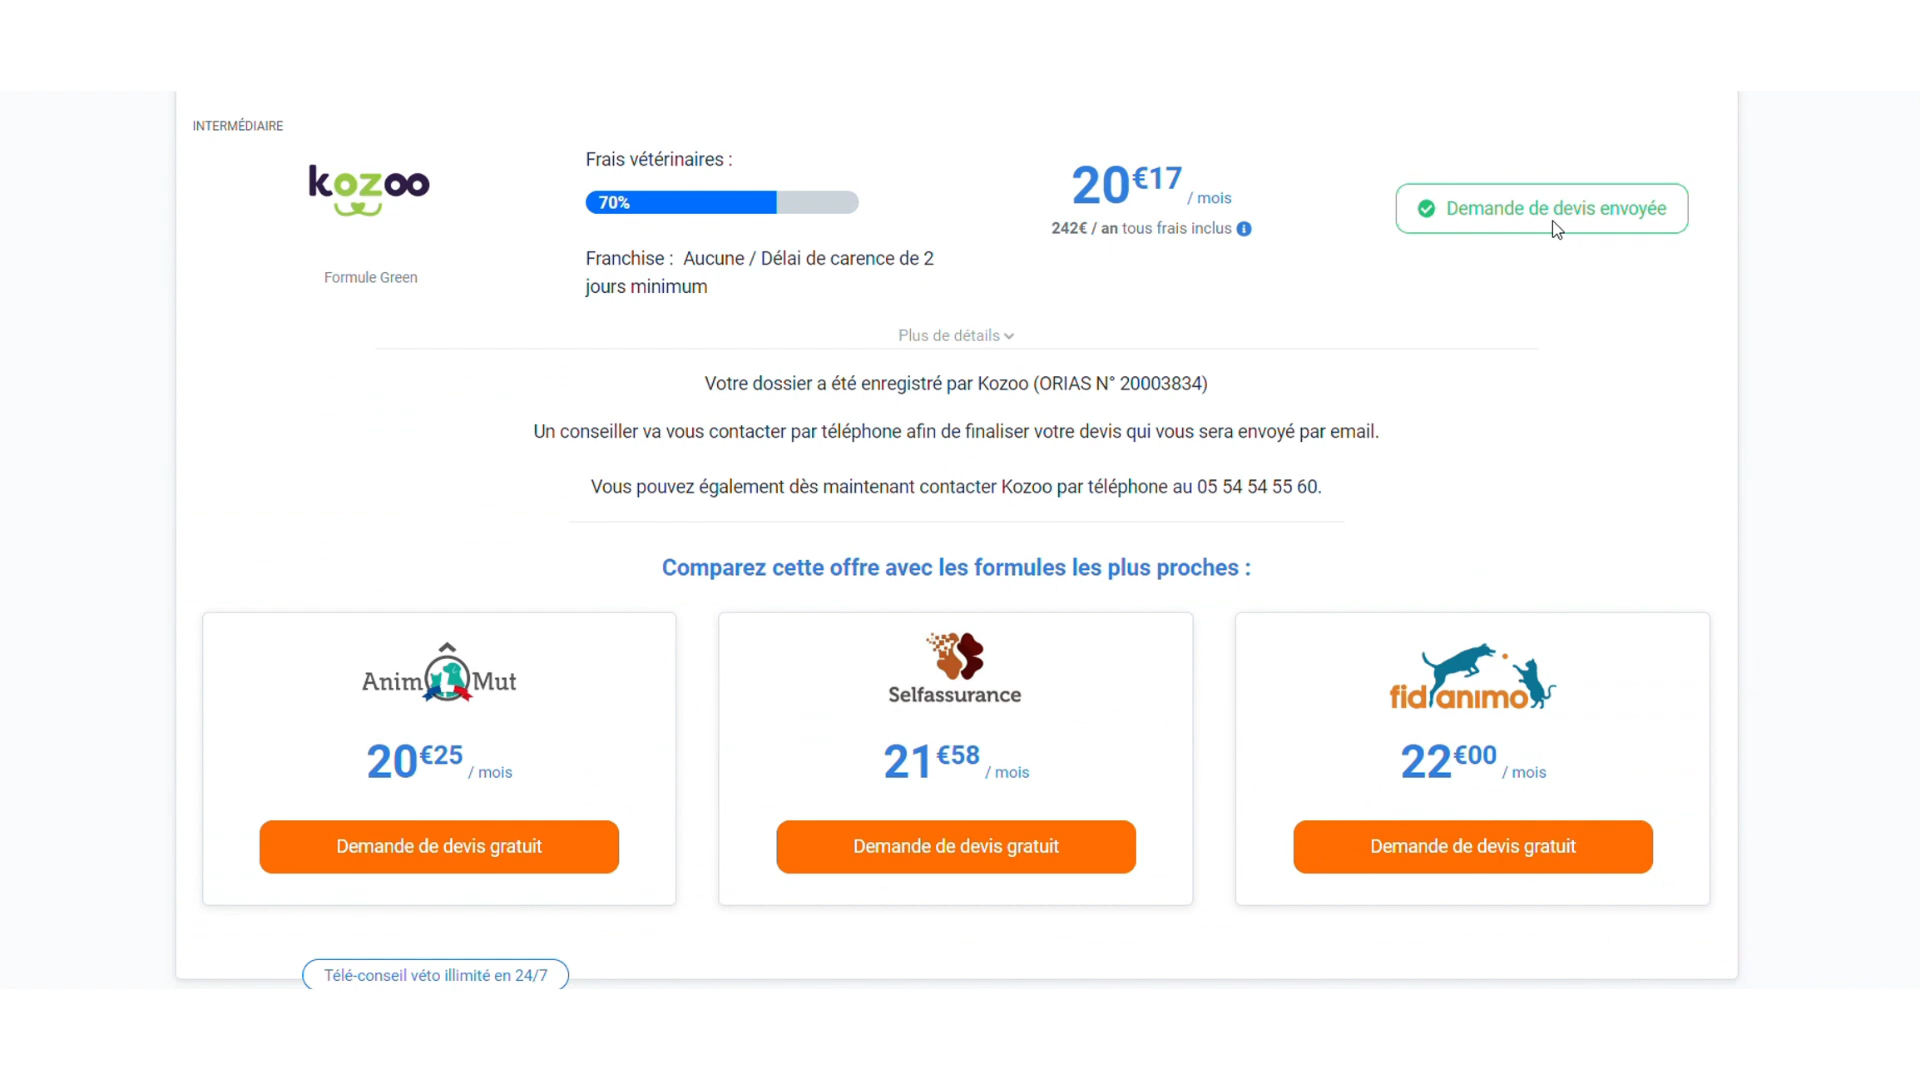 INTERMÉDIAIRE
kozoo
Formule Green
Frais vétérinaires :
70%
Franchise : Aucune / Délai de carence de 2
jours minimum
20€17 / mois
242€ / an tous frais inclus
Demande de devis envoyée
Plus de détails
Votre dossier a été enregistré par Kozoo (ORIAS N° 20003834)
Un conseiller va vous contacter par téléphone afin de finaliser votre devis qui vous sera envoyé par email.
Vous pouvez également dès maintenant contacter Kozoo par téléphone au 05 54 54 55 60.
Comparez cette offre avec les formules les plus proches :
AnimÔMut
20€25 / mois
Demande de devis gratuit
Selfassurance
21€58 / mois
Demande de devis gratuit
fidanimo
22€00 / mois
Demande de devis gratuit
Télé-conseil véto illimité en 24/7